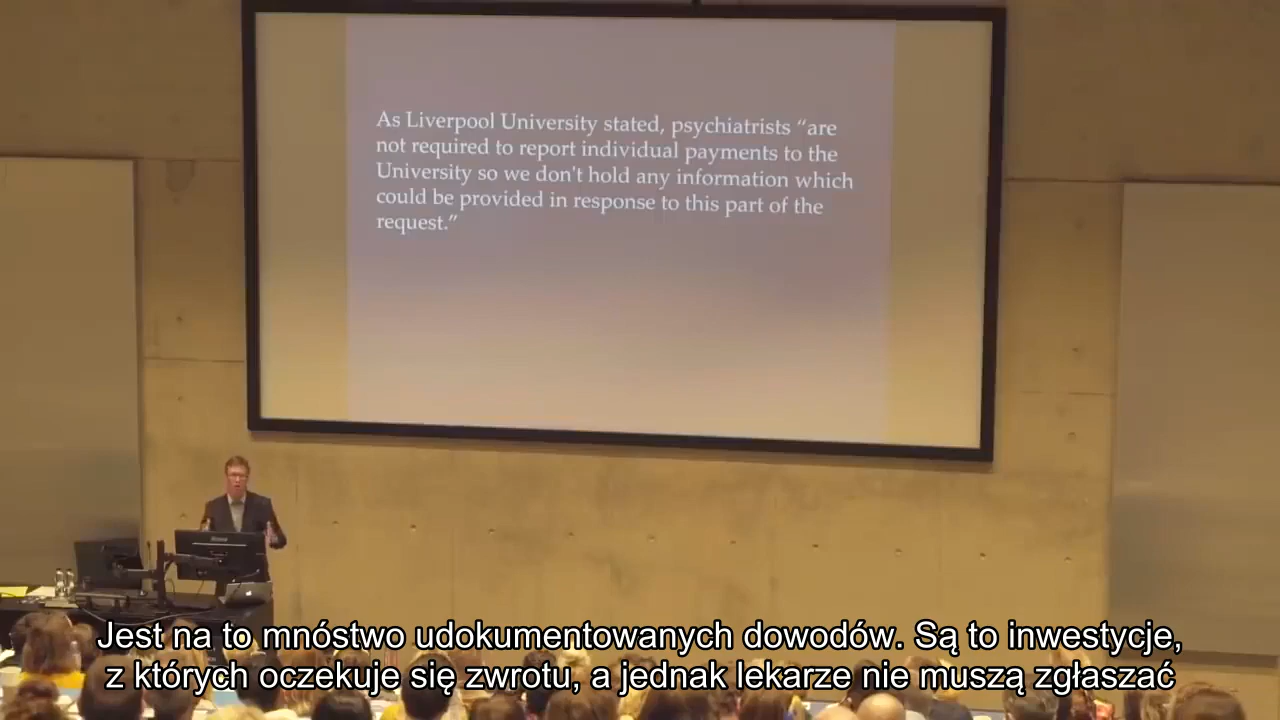 As Liverpool University stated, psychiatrists “are
not required to report individual payments to the
University so we don't hold any information which
could be provided in response to this part of the
request.”
Jest na to mnóstwo udokumentowanych dowodów. Są to inwestycje,
z których oczekuje się zwrotu, a jednak lekarze nie muszą zgłaszać